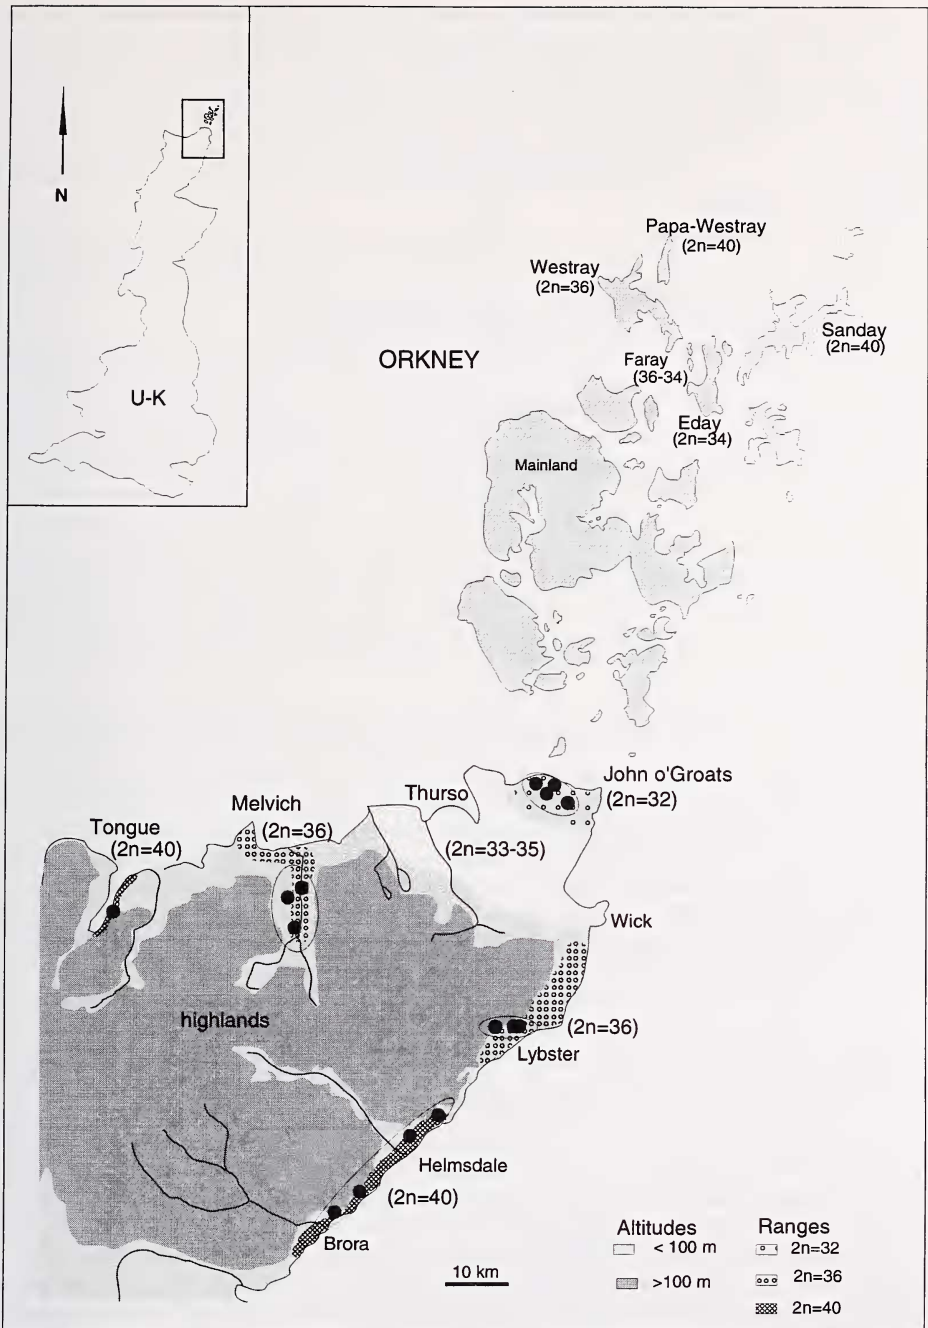 N
U-K
ORKNEY
Papa-Westray
(2n=40)
Westray
(2n=36)
Sanday
(2n=40)
Faray
(36-34)
Eday
(2n=34)
Mainland
John o'Groats
(2n=32)
Thurso
Melvich
(2n=36)
Tongue
(2n=40)
(2n=33-35)
Wick
highlands
(2n=36)
Lybster
Helmsdale
(2n=40)
Brora
10 km
Altitudes
< 100 m
>100 m
Ranges
2n=32
2n=36
2n=40